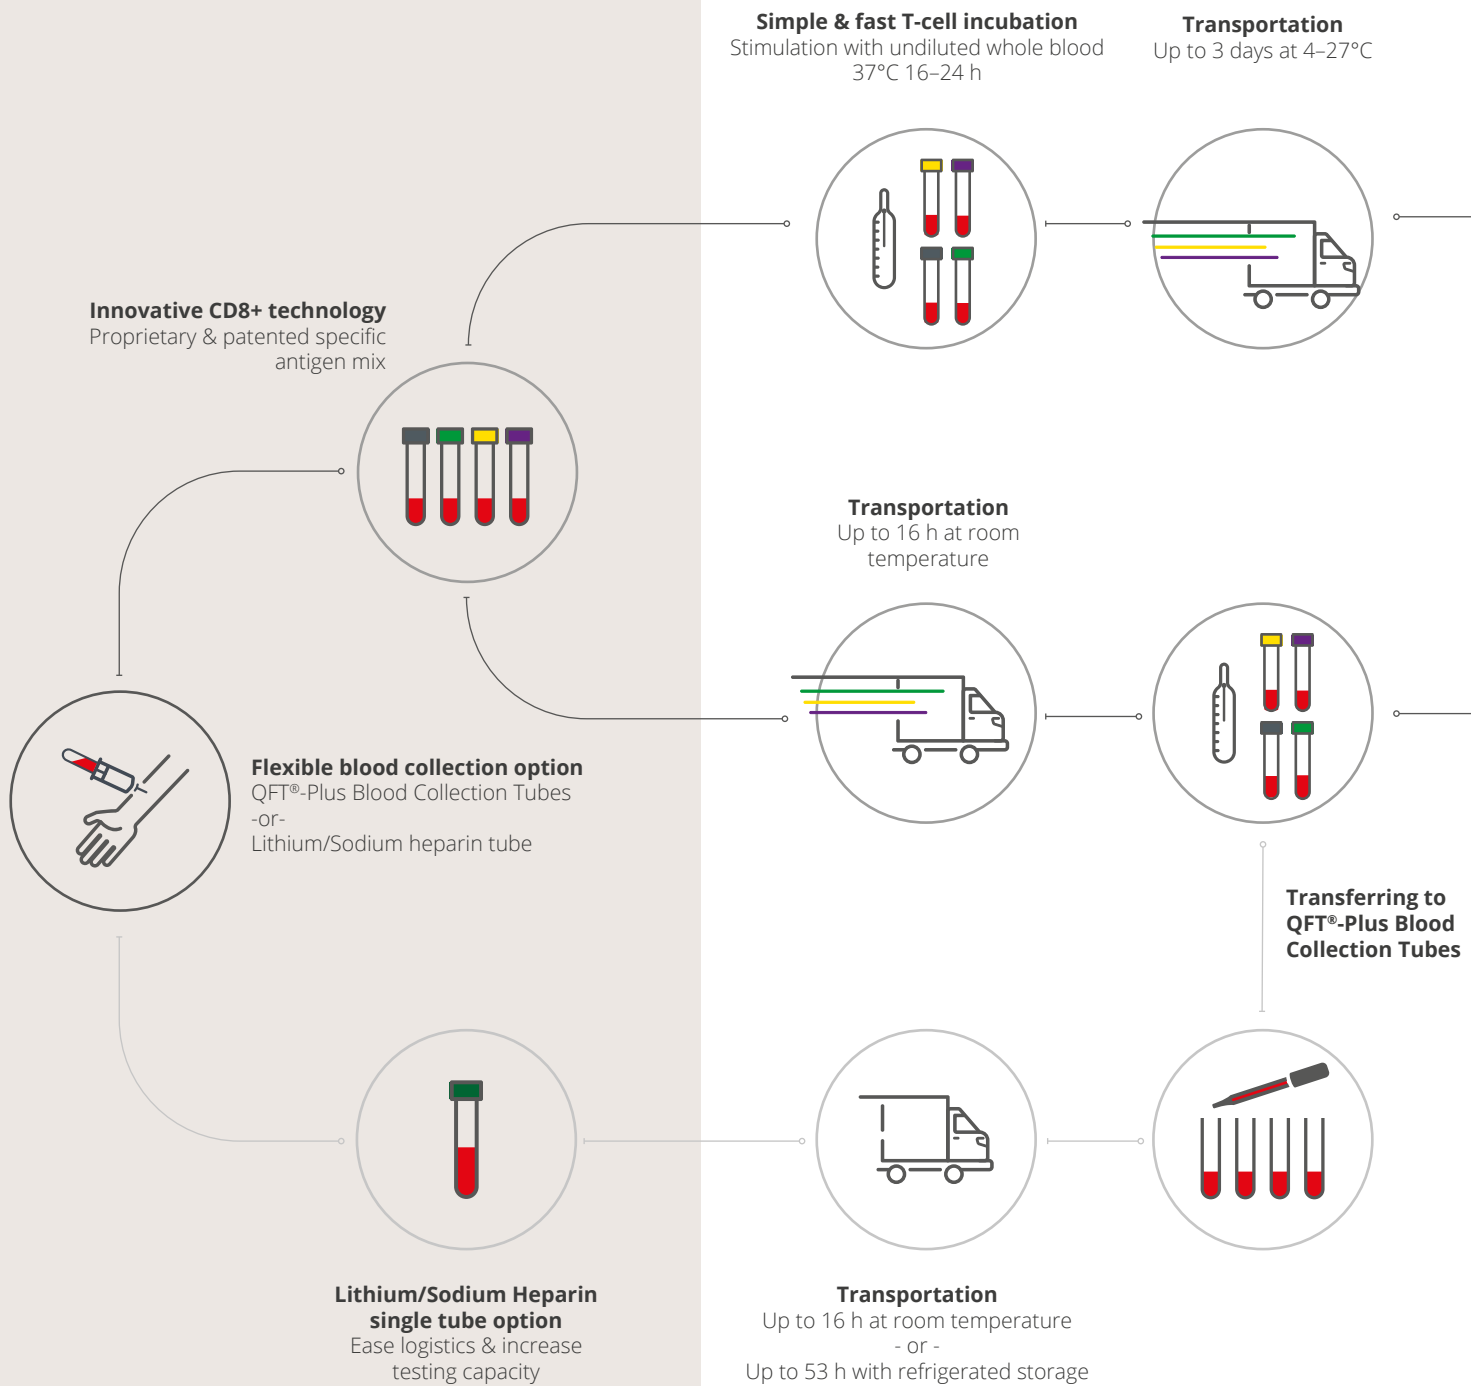 Simple & fast T-cell incubation
Stimulation with undiluted whole blood
37°C 16–24 h
Transportation
Up to 3 days at 4–27°C
Innovative CD8+ technology
Proprietary & patented specific
antigen mix
Transportation
Up to 16 h at room
temperature
Flexible blood collection option
QFT®-Plus Blood Collection Tubes
-or-
Lithium/Sodium heparin tube
Transferring to
QFT®-Plus Blood
Collection Tubes
Lithium/Sodium Heparin
single tube option
Ease logistics & increase
testing capacity
Transportation
Up to 16 h at room temperature
- or -
Up to 53 h with refrigerated storage